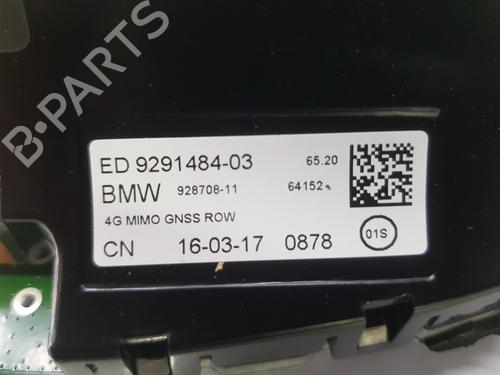 B-PARTS
ED 9291484-03 65.20
BMW 928708-11 64152
4G MIMO GNSS ROW
CN 16-03-17 0878 01S